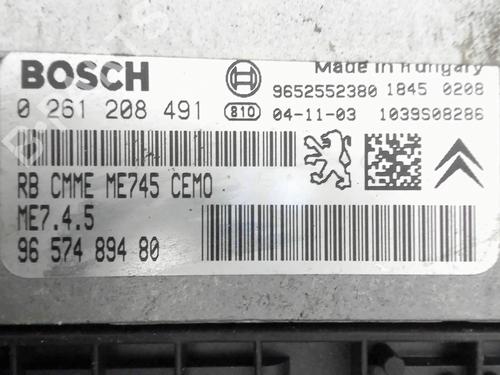 Made in Hungary
BOSCH
9652552380 1845 0208
0 261 208 491
810 04-11-03 1039S08286
RB CMME ME745 CEMO
ME7.4.5
96 574 894 80